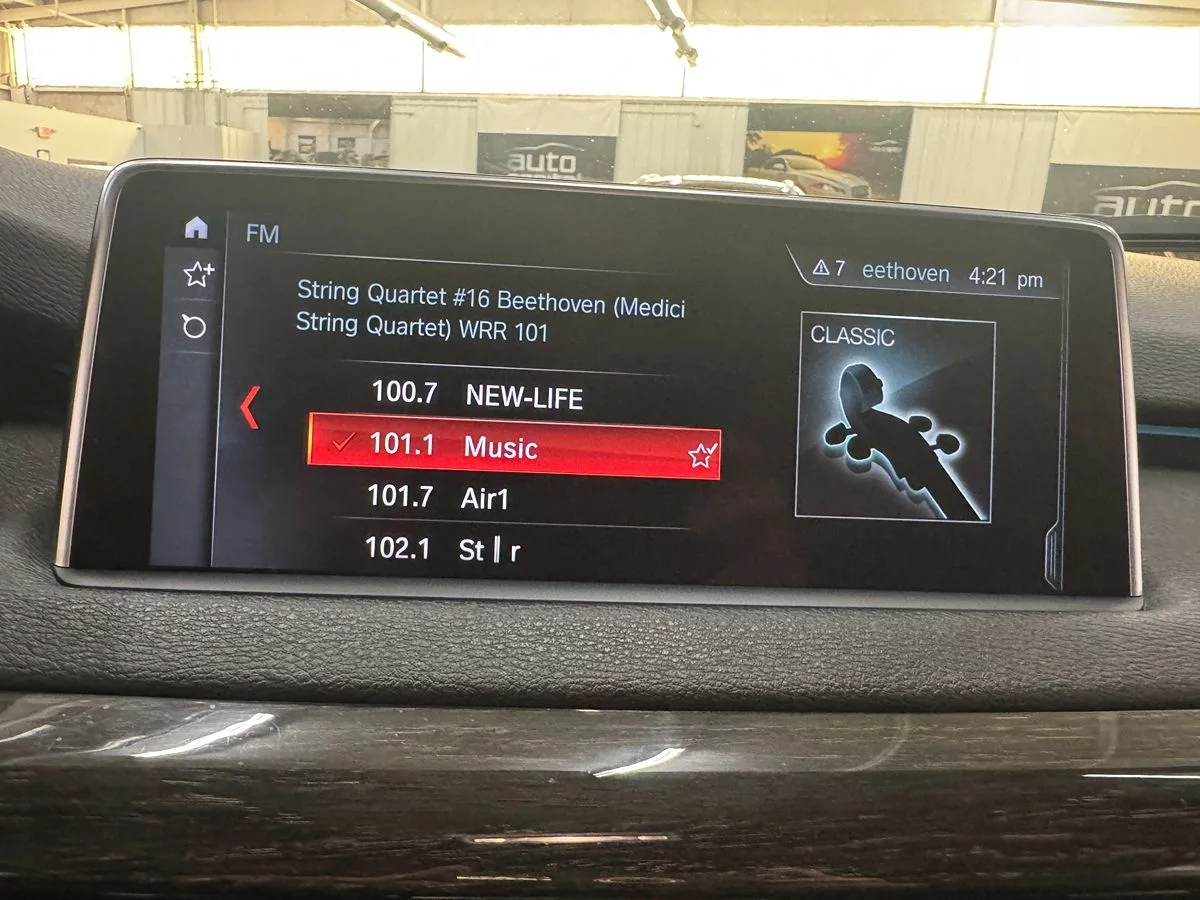 auto
auto
FM
7 eethoven 4:21 pm
String Quartet #16 Beethoven (Medici
String Quartet) WRR 101
CLASSIC
100.7 NEW-LIFE
101.1 Music
101.7 Air1
102.1 St‖r